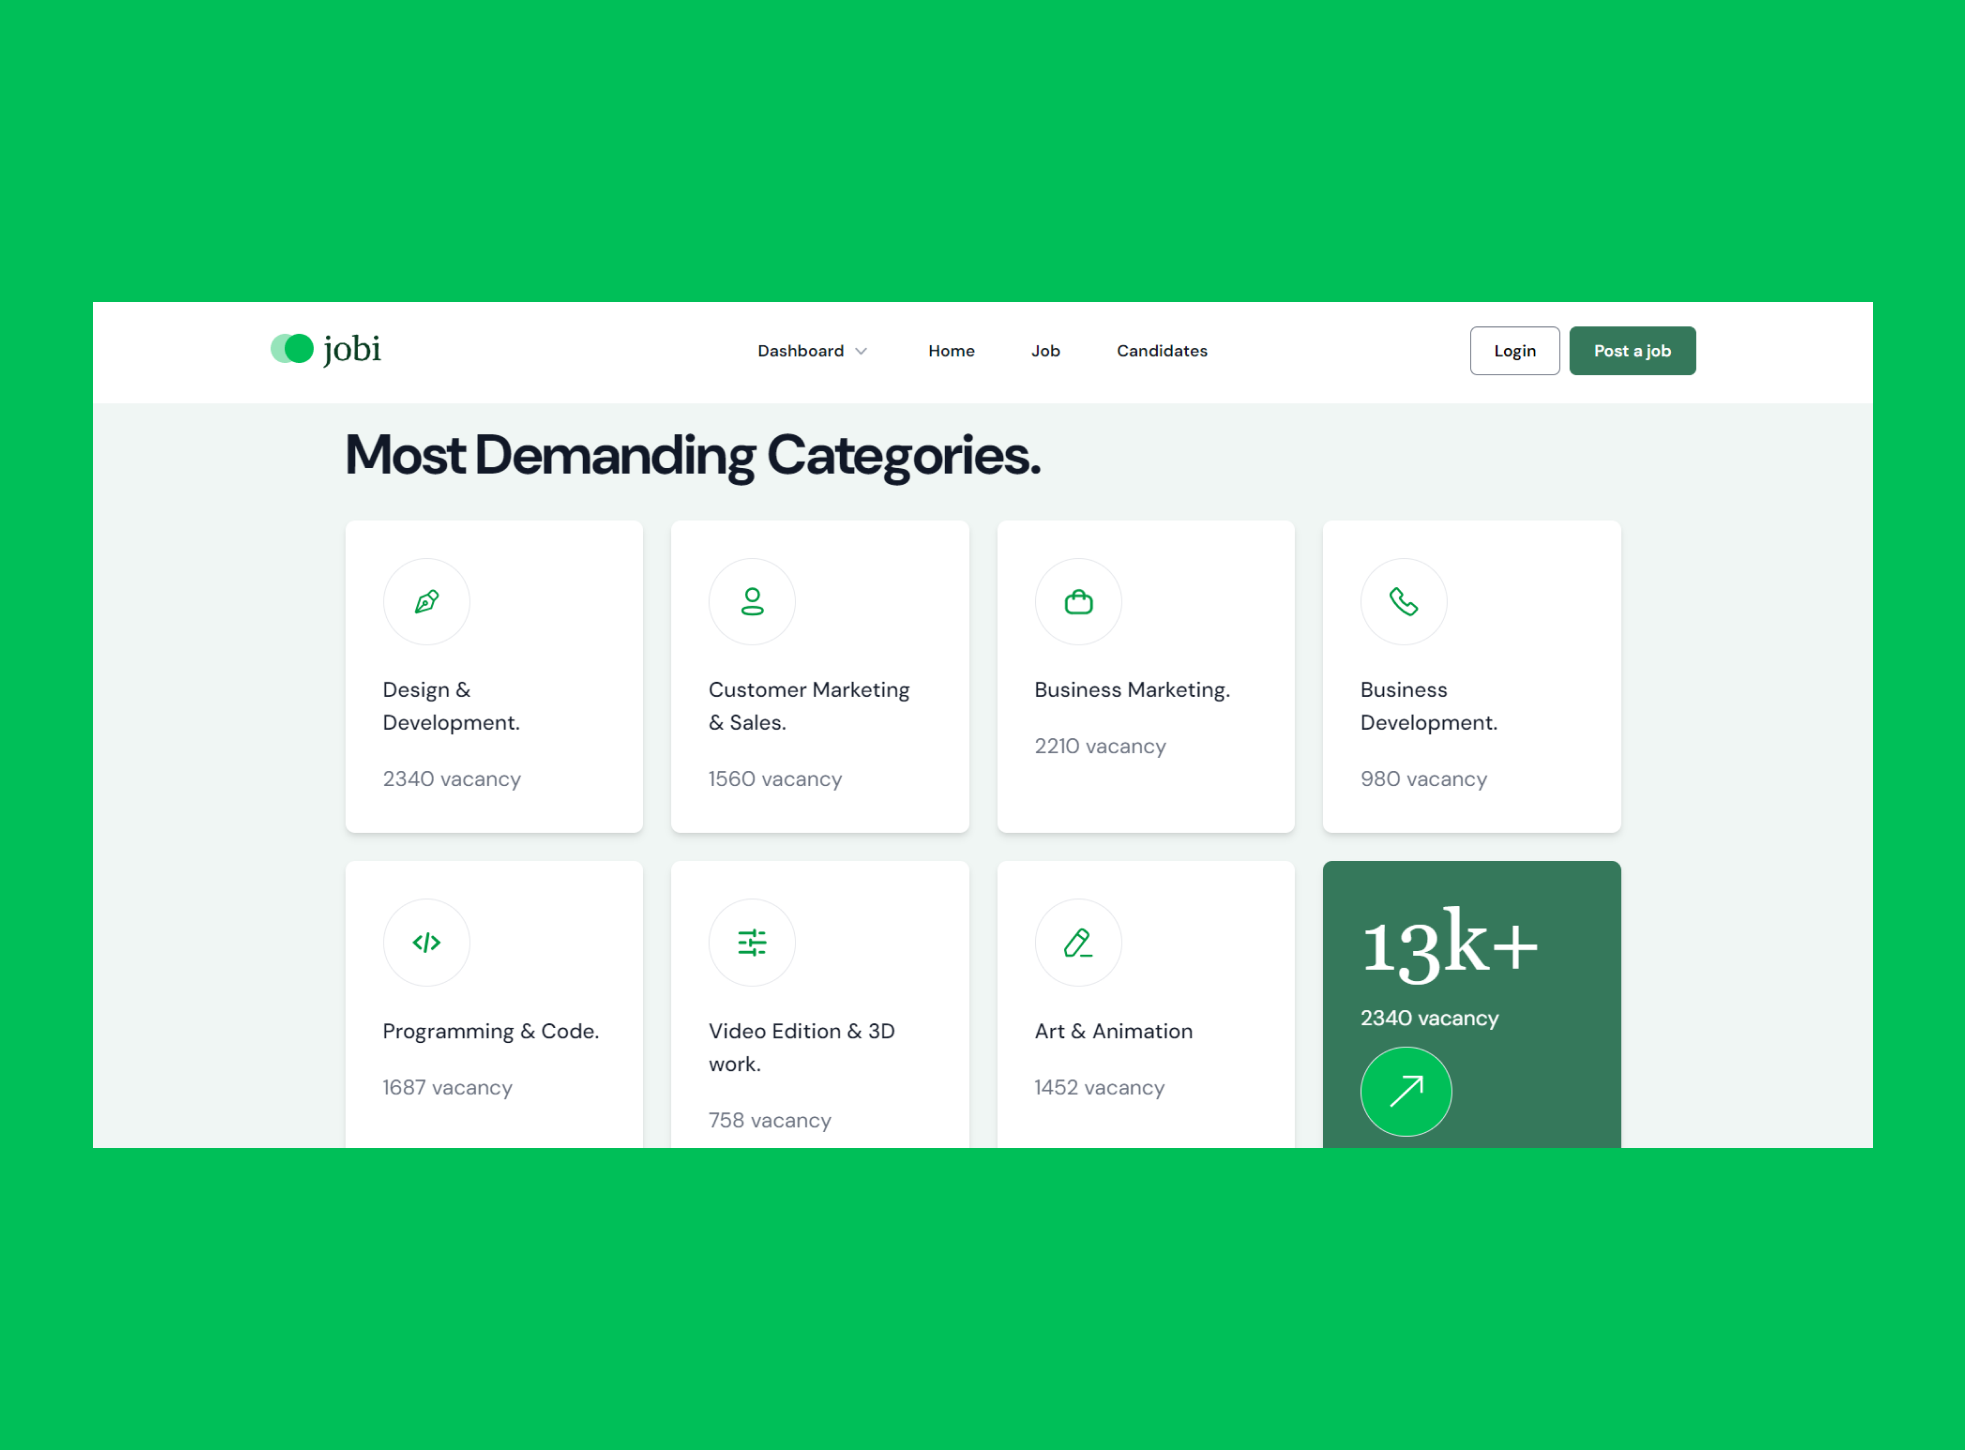 jobi
Dashboard
Home
Job
Candidates
Login
Post a job
Most Demanding Categories.
Design &
Development.
2340 vacancy
Customer Marketing
& Sales.
1560 vacancy
Business Marketing.
2210 vacancy
Business
Development.
980 vacancy
Programming & Code.
1687 vacancy
Video Edition & 3D
work.
758 vacancy
Art & Animation
1452 vacancy
13k+
2340 vacancy